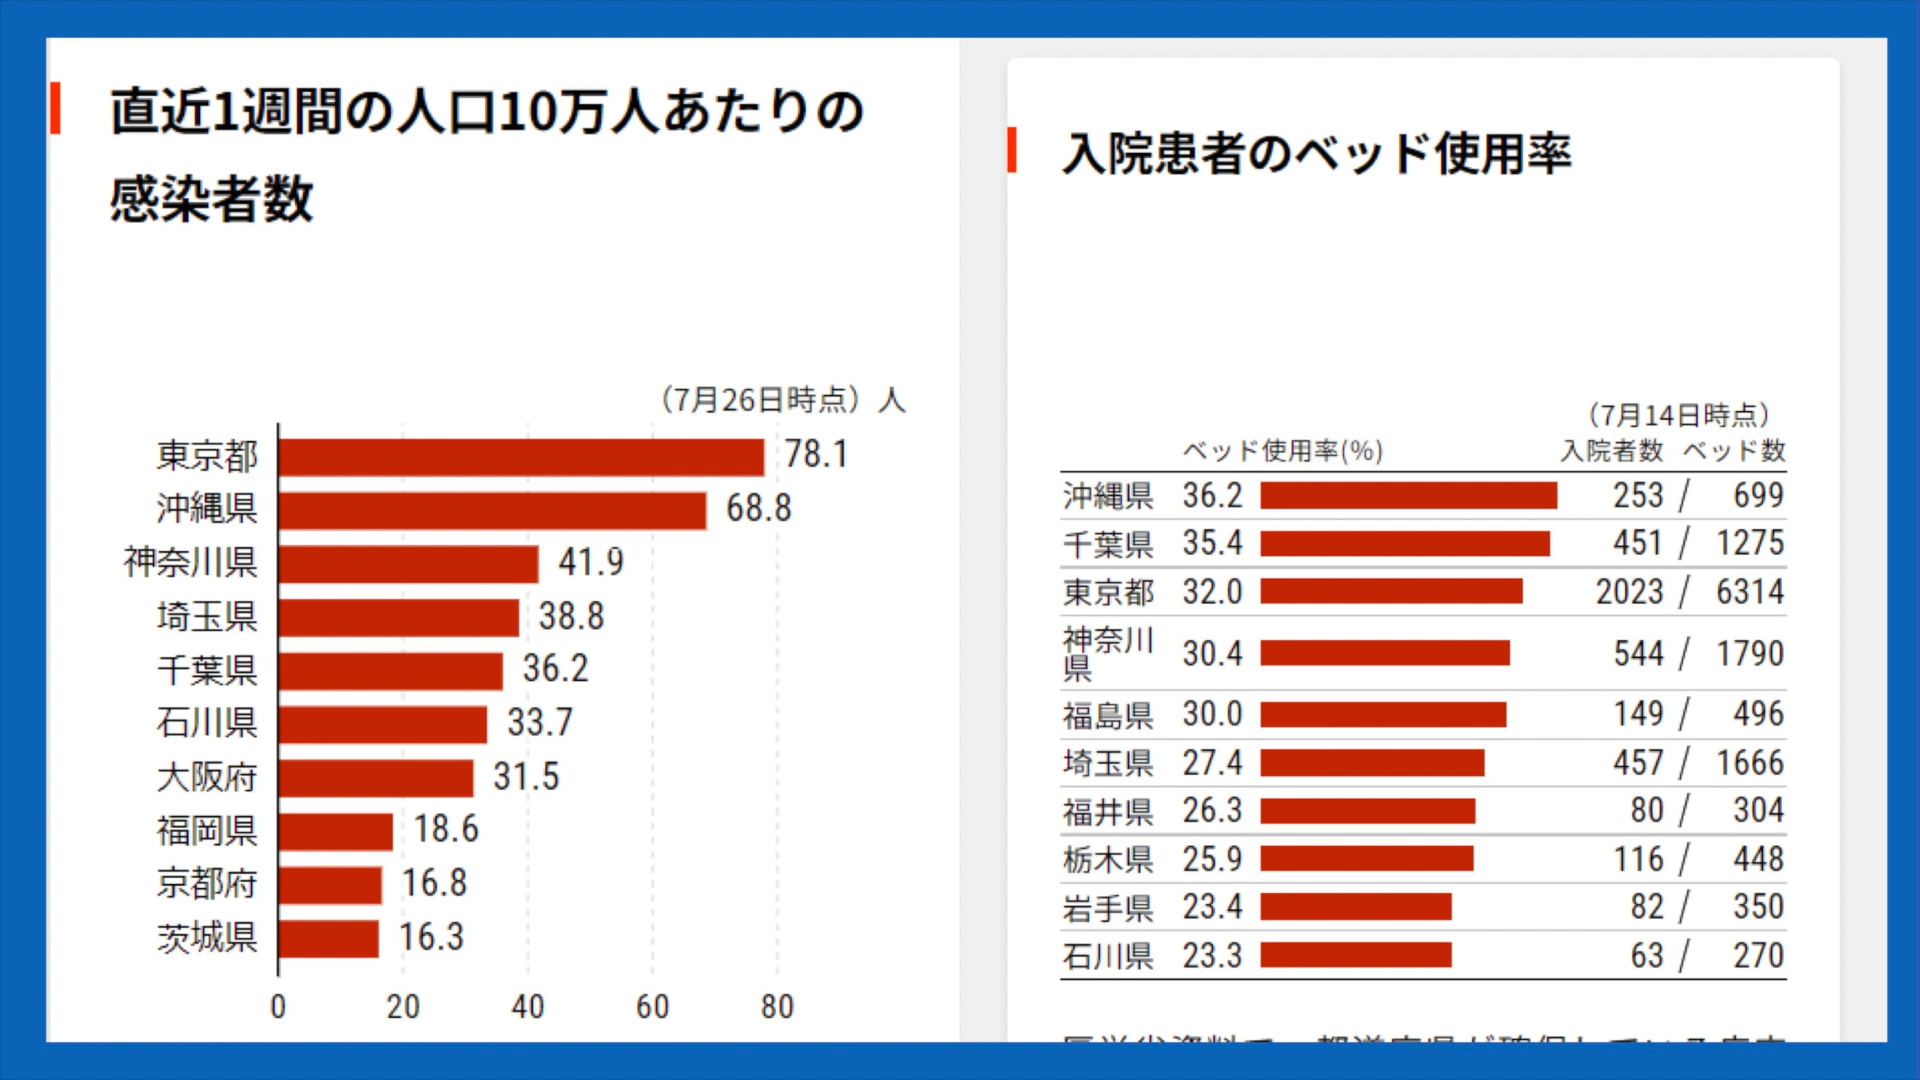 直近1週間の人口10万人あたりの
感染者数
（7月26日時点）人
東京都 78.1
沖縄県 68.8
神奈川県 41.9
埼玉県 38.8
千葉県 36.2
石川県 33.7
大阪府 31.5
福岡県 18.6
京都府 16.8
茨城県 16.3
0 20 40 60 80
入院患者のベッド使用率
（7月14日時点）
ベッド使用率(%) 入院者数 ベッド数
沖縄県 36.2 253 / 699
千葉県 35.4 451 / 1275
東京都 32.0 2023 / 6314
神奈川
県 30.4 544 / 1790
福島県 30.0 149 / 496
埼玉県 27.4 457 / 1666
福井県 26.3 80 / 304
栃木県 25.9 116 / 448
岩手県 23.4 82 / 350
石川県 23.3 63 / 270